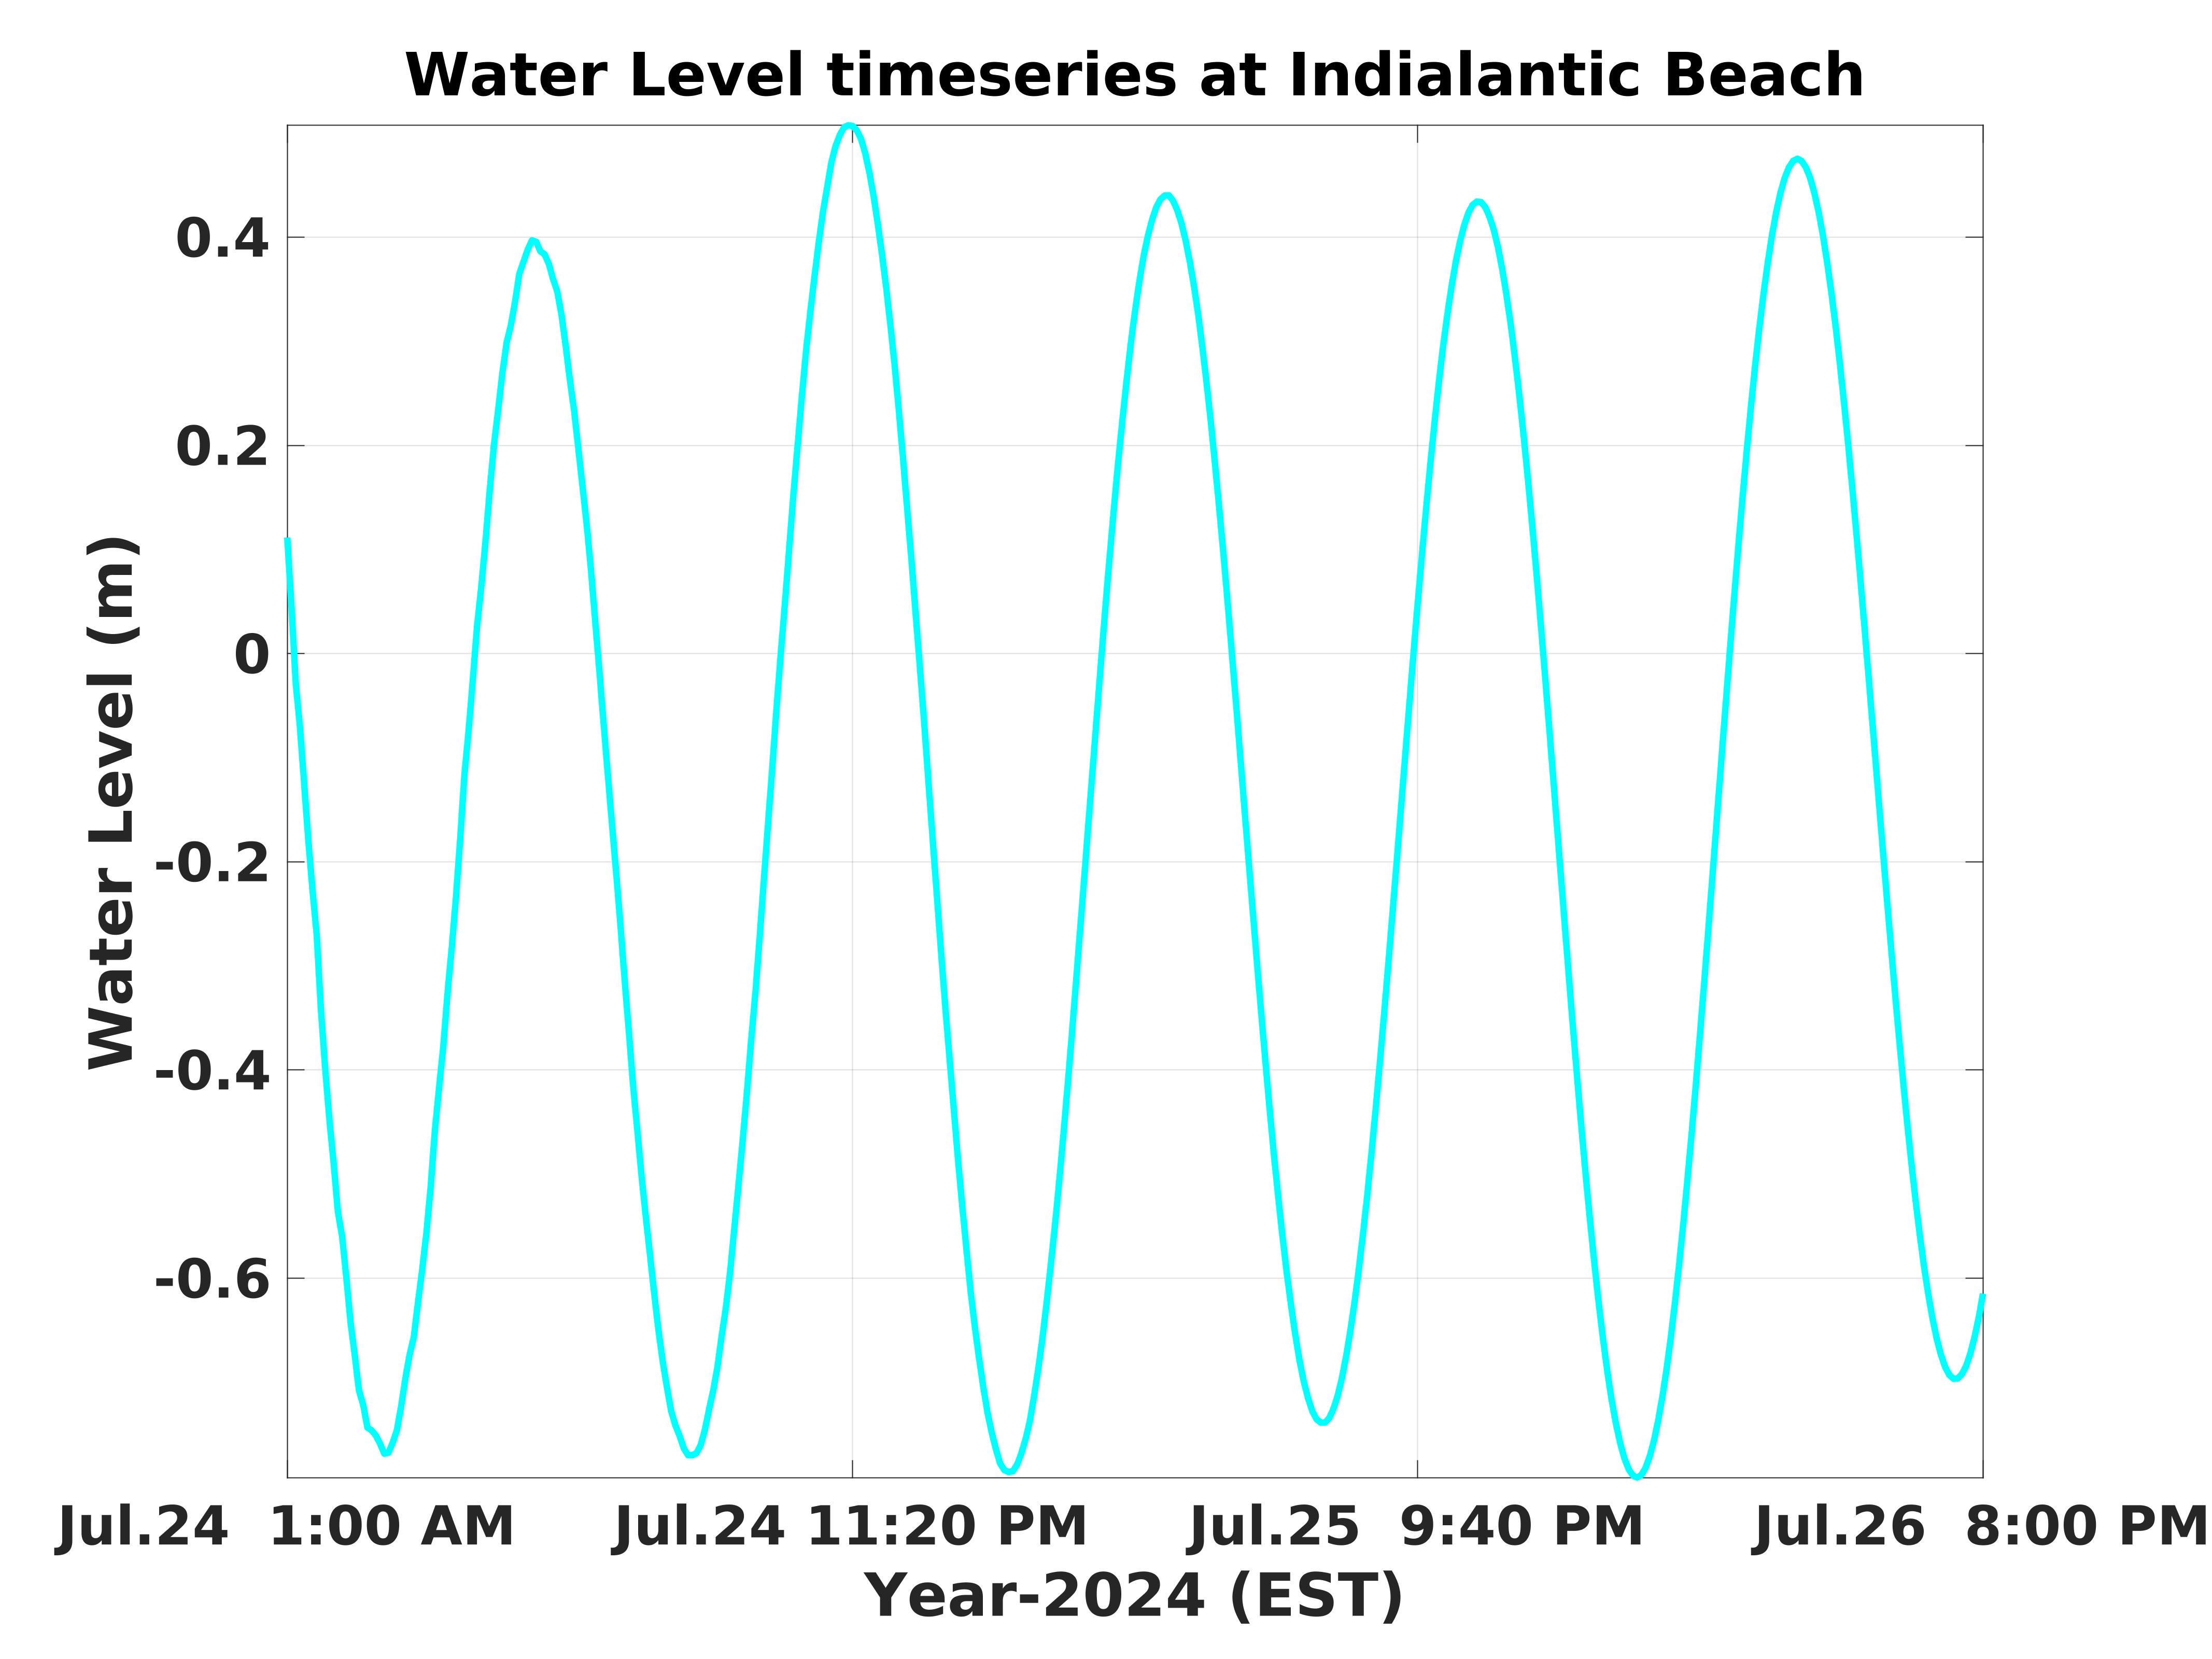 Water Level timeseries at Indialantic Beach
Water Level (m)
0.4
0.2
0
-0.2
-0.4
-0.6
Jul.24  1:00 AM
Jul.24 11:20 PM
Jul.25  9:40 PM
Jul.26  8:00 PM
Year-2024 (EST)